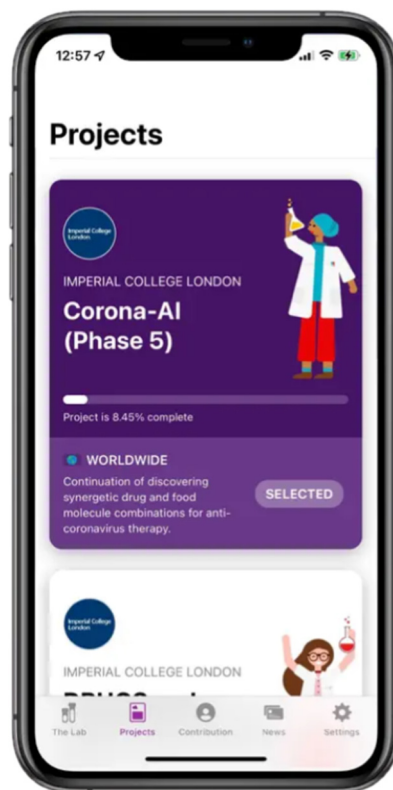 12:57
Projects
Imperial College
London
IMPERIAL COLLEGE LONDON
Corona-AI
(Phase 5)
Project is 8.45% complete
WORLDWIDE
Continuation of discovering
synergetic drug and food
molecule combinations for anti-
coronavirus therapy.
SELECTED
Imperial College
London
IMPERIAL COLLEGE LONDON
The Lab
Projects
Contribution
News
Settings